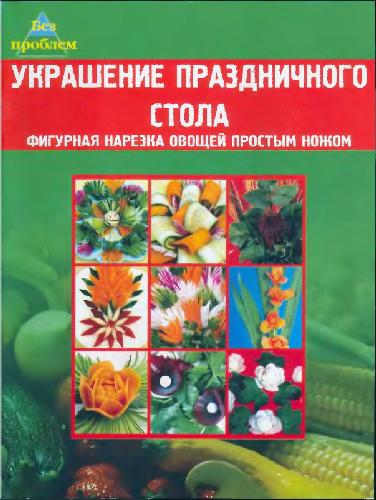 Без
проблем
УКРАШЕНИЕ ПРАЗДНИЧНОГО
СТОЛА
ФИГУРНАЯ НАРЕЗКА ОВОЩЕЙ ПРОСТЫМ НОЖОМ